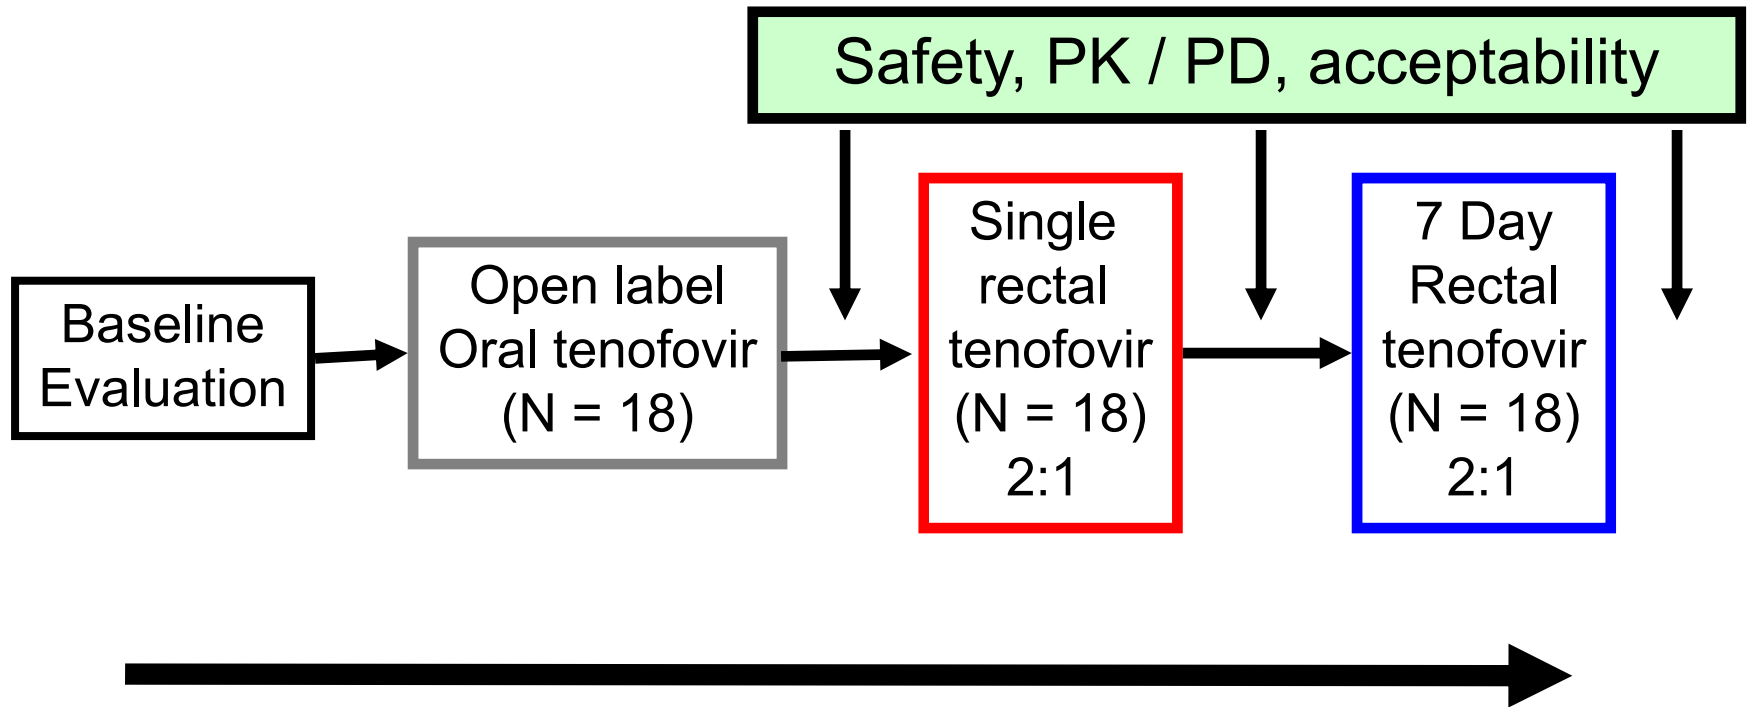 Safety, PK / PD, acceptability
Baseline
Evaluation
Open label
Oral tenofovir
(N = 18)
Single
rectal
tenofovir
(N = 18)
2:1
7 Day
Rectal
tenofovir
(N = 18)
2:1